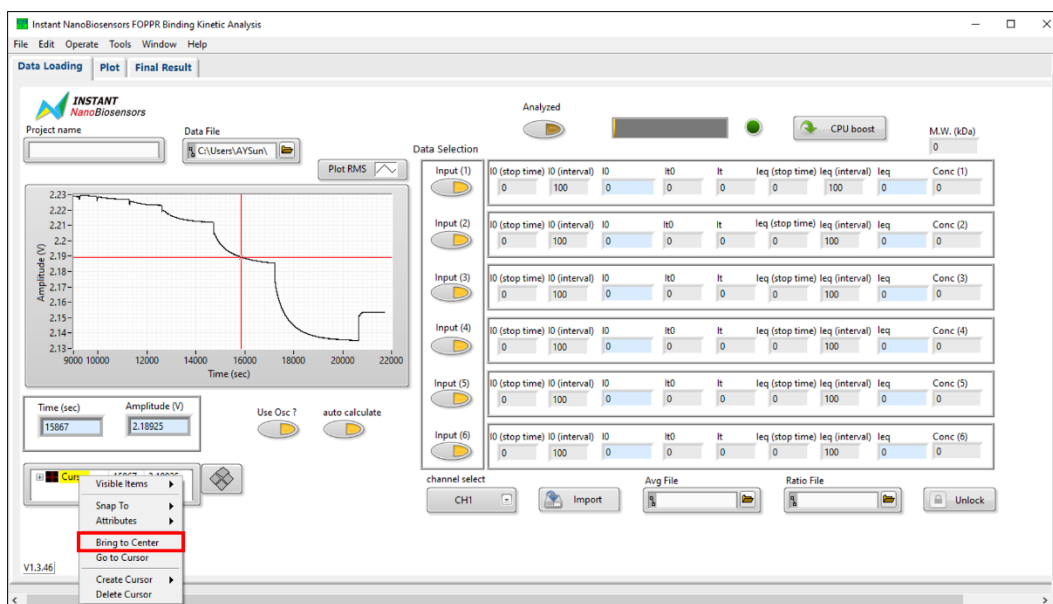 Instant NanoBiosensors FOPPR Binding Kinetic Analysis
File Edit Operate Tools Window Help
Data Loading Plot Final Result
INSTANT
NanoBiosensors
Project name
Data File
C:\Users\AYSun\
Plot RMS
Analyzed
CPU boost
M.W. (kDa)
0
Data Selection
Input (1) I0 (stop time) I0 (interval) I0 It0 It Ieq (stop time) Ieq (interval) Ieq Conc (1)
0 100 0 0 0 0 100 0 0
Input (2) I0 (stop time) I0 (interval) I0 It0 It Ieq (stop time) Ieq (interval) Ieq Conc (2)
0 100 0 0 0 0 100 0 0
Input (3) I0 (stop time) I0 (interval) I0 It0 It Ieq (stop time) Ieq (interval) Ieq Conc (3)
0 100 0 0 0 0 100 0 0
Input (4) I0 (stop time) I0 (interval) I0 It0 It Ieq (stop time) Ieq (interval) Ieq Conc (4)
0 100 0 0 0 0 100 0 0
Input (5) I0 (stop time) I0 (interval) I0 It0 It Ieq (stop time) Ieq (interval) Ieq Conc (5)
0 100 0 0 0 0 100 0 0
Input (6) I0 (stop time) I0 (interval) I0 It0 It Ieq (stop time) Ieq (interval) Ieq Conc (6)
0 100 0 0 0 0 100 0 0
Amplitude (V)
2.23
2.22
2.21
2.2
2.19
2.18
2.17
2.16
2.15
2.14
2.13
9000 10000 12000 14000 16000 18000 20000 22000
Time (sec)
Time (sec) Amplitude (V)
15867 2.18925
Use Osc ? auto calculate
channel select
CH1
Import
Avg File
Ratio File
Unlock
Visible Items
Snap To
Attributes
Bring to Center
Go to Cursor
Create Cursor
Delete Cursor
V1.3.46